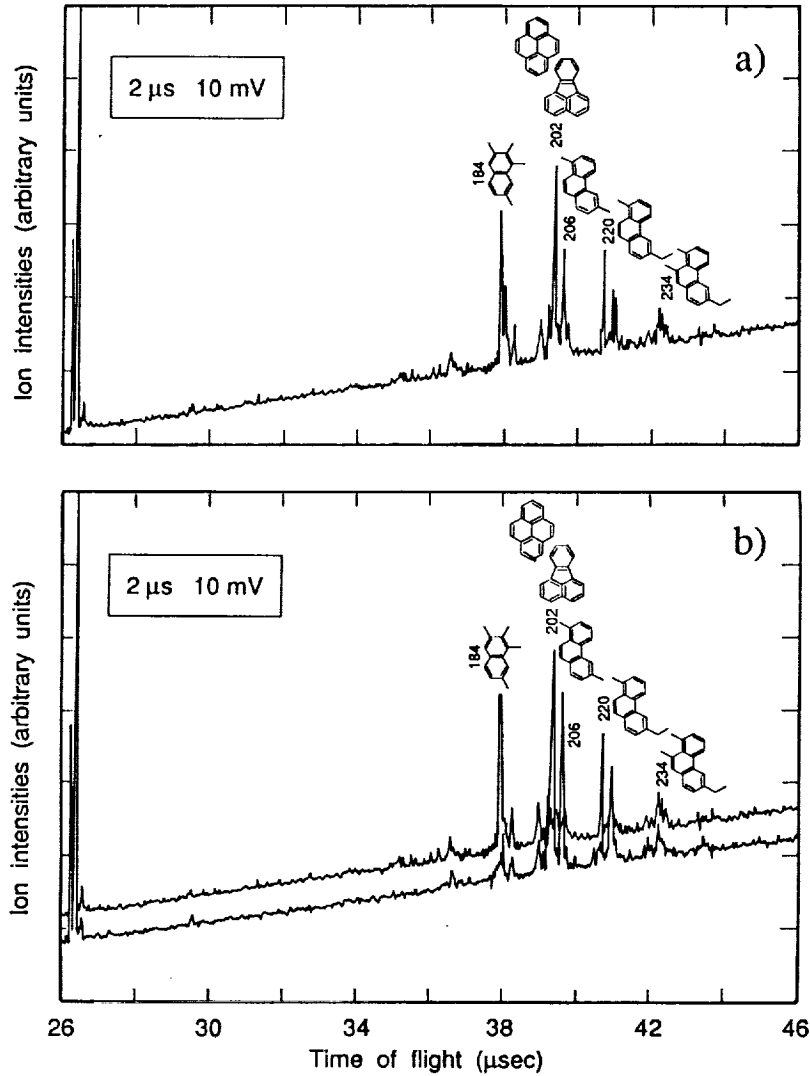 a)
2 μs 10 mV
Ion intensities (arbitrary units)
184
202
206
220
234
b)
2 μs 10 mV
Ion intensities (arbitrary units)
184
202
206
220
234
26 30 34 38 42 46
Time of flight (μsec)